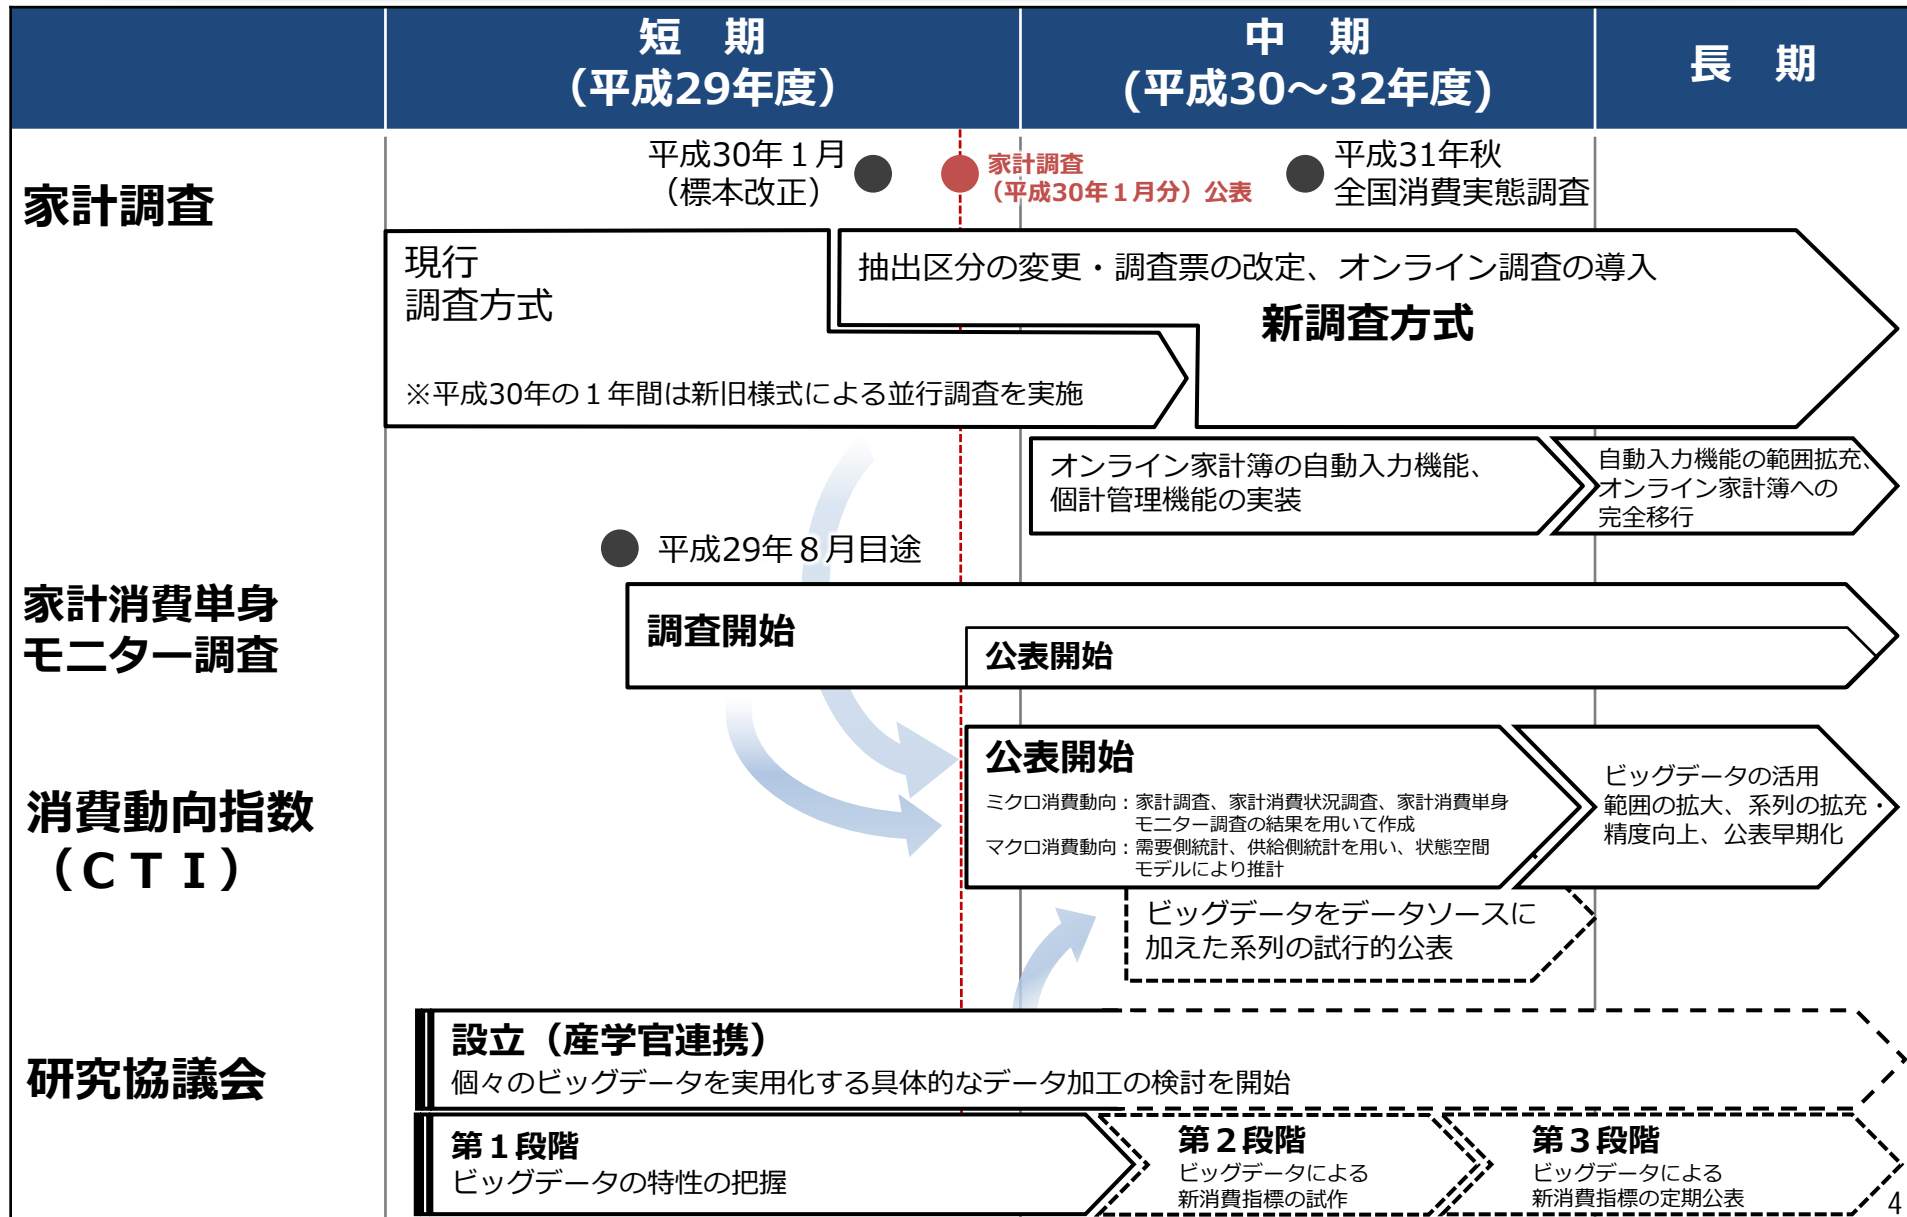 短　期
（平成29年度）
中　期
(平成30～32年度)
長　期
家計調査
平成30年１月
（標本改正）
家計調査
（平成30年１月分）公表
平成31年秋
全国消費実態調査
現行
調査方式
※平成30年の１年間は新旧様式による並行調査を実施
抽出区分の変更・調査票の改定、オンライン調査の導入
新調査方式
オンライン家計簿の自動入力機能、
個計管理機能の実装
自動入力機能の範囲拡充、
オンライン家計簿への
完全移行
家計消費単身
モニター調査
平成29年８月目途
調査開始
公表開始
消費動向指数
（ＣＴＩ）
公表開始
ミクロ消費動向：家計調査、家計消費状況調査、家計消費単身
モニター調査の結果を用いて作成
マクロ消費動向：需要側統計、供給側統計を用い、状態空間
モデルにより推計
ビッグデータの活用
範囲の拡大、系列の拡充・
精度向上、公表早期化
ビッグデータをデータソースに
加えた系列の試行的公表
研究協議会
設立（産学官連携）
個々のビッグデータを実用化する具体的なデータ加工の検討を開始
第１段階
ビッグデータの特性の把握
第２段階
ビッグデータによる
新消費指標の試作
第３段階
ビッグデータによる
新消費指標の定期公表
4